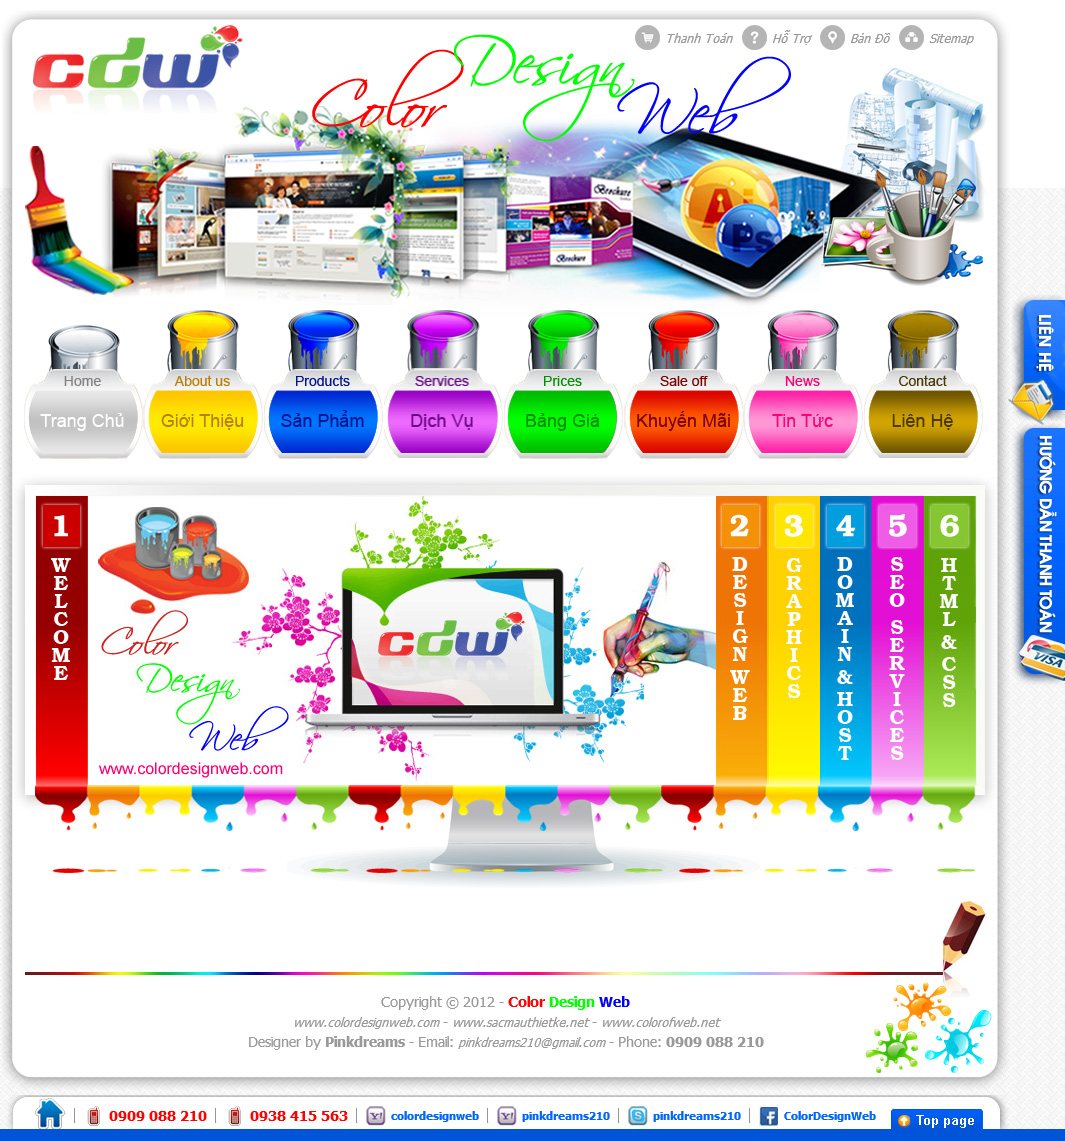 cdw
Color Design Web
Thanh Toán
Hỗ Trợ
Bản Đồ
Sitemap
Brochure
Brochure
Ai
Ps
Home
About us
Products
Services
Prices
Sale off
News
Contact
Trang Chủ
Giới Thiệu
Sản Phẩm
Dịch Vụ
Bảng Giá
Khuyến Mãi
Tin Tức
Liên Hệ
LIÊN HỆ
HƯỚNG DẪN THANH TOÁN
VISA
1
WELCOME
Color
Design
Web
www.colordesignweb.com
cdw
2
DESIGN WEB
3
GRAPHICS
4
DOMAIN & HOST
5
SEO SERVICES
6
HTML & CSS
Copyright © 2012 - Color Design Web
www.colordesignweb.com - www.sacmauthietke.net - www.colorofweb.net
Designer by Pinkdreams - Email: pinkdreams210@gmail.com - Phone: 0909 088 210
0909 088 210
0938 415 563
colordesignweb
pinkdreams210
pinkdreams210
ColorDesignWeb
Top page